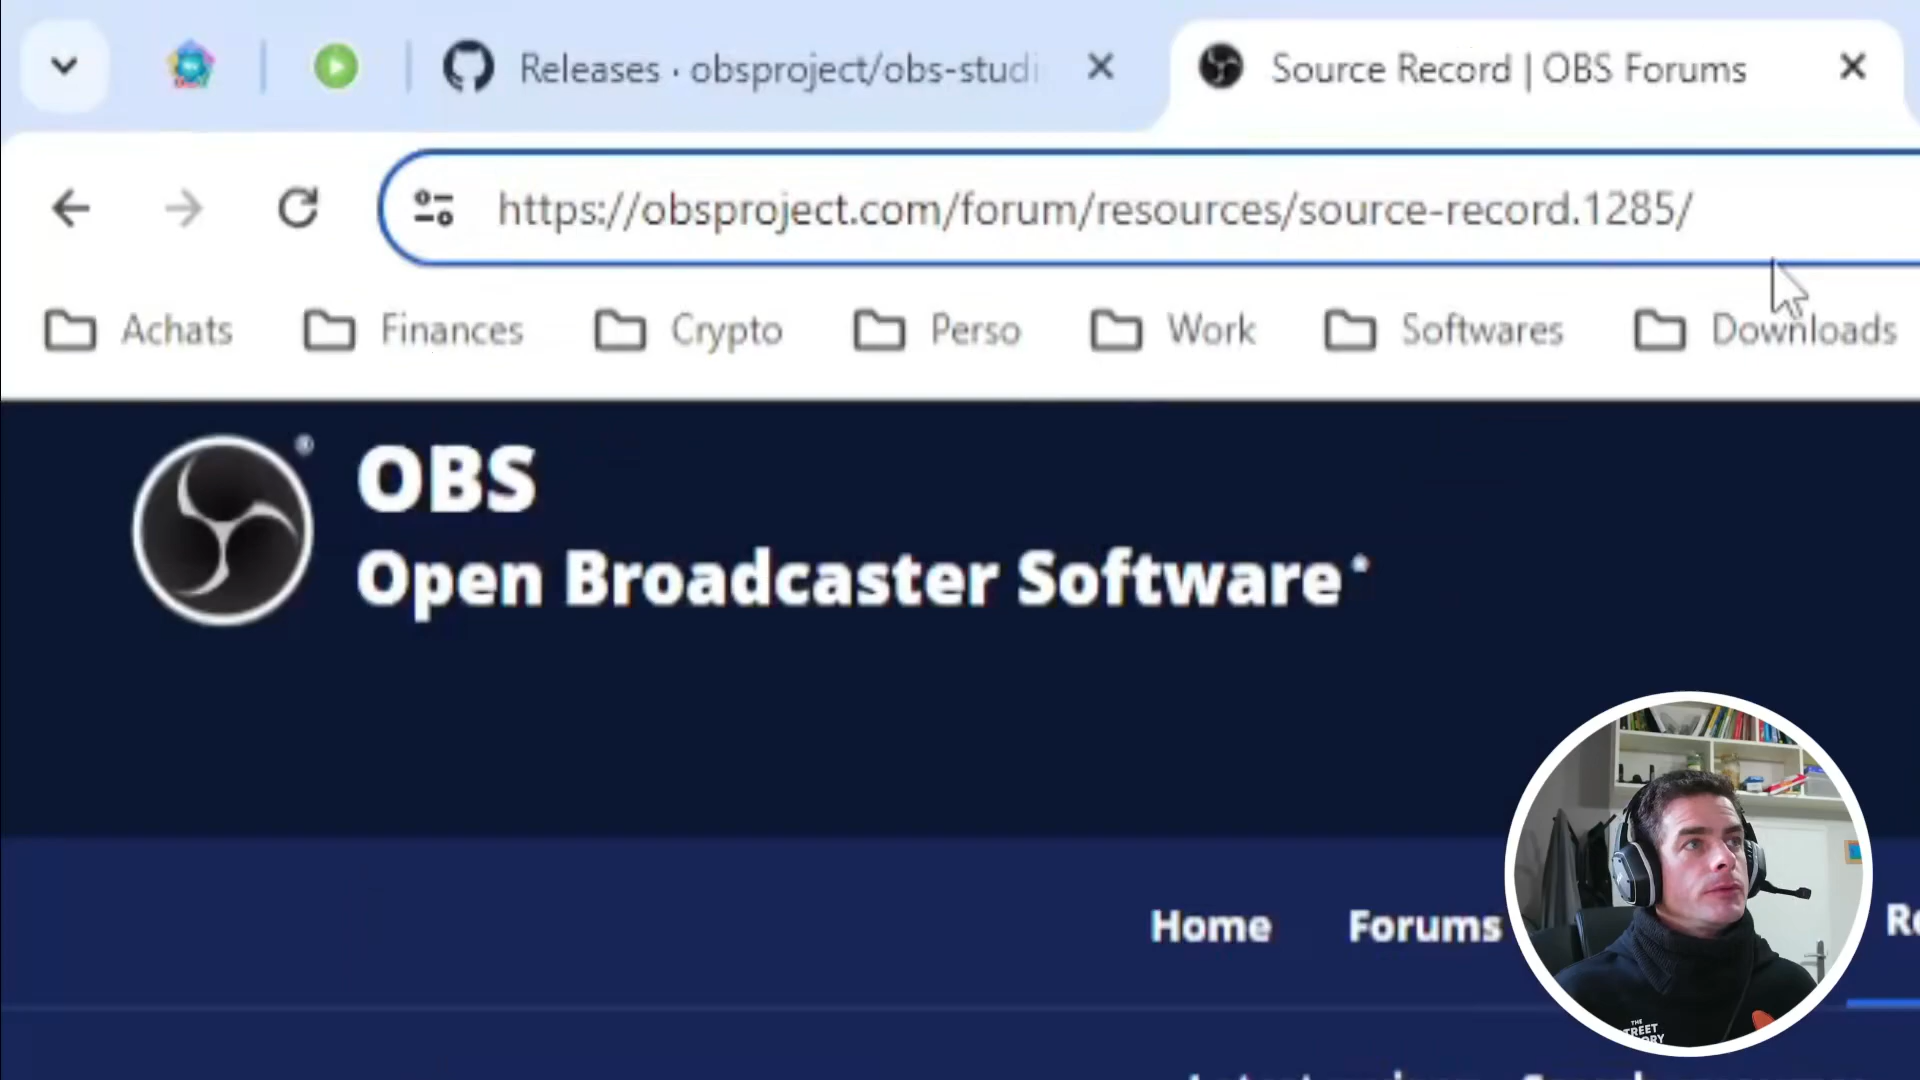 Releases · obsproject/obs-studi
Source Record | OBS Forums
https://obsproject.com/forum/resources/source-record.1285/
Achats
Finances
Crypto
Perso
Work
Softwares
Downloads
OBS
Open Broadcaster Software
Home
Forums
THE